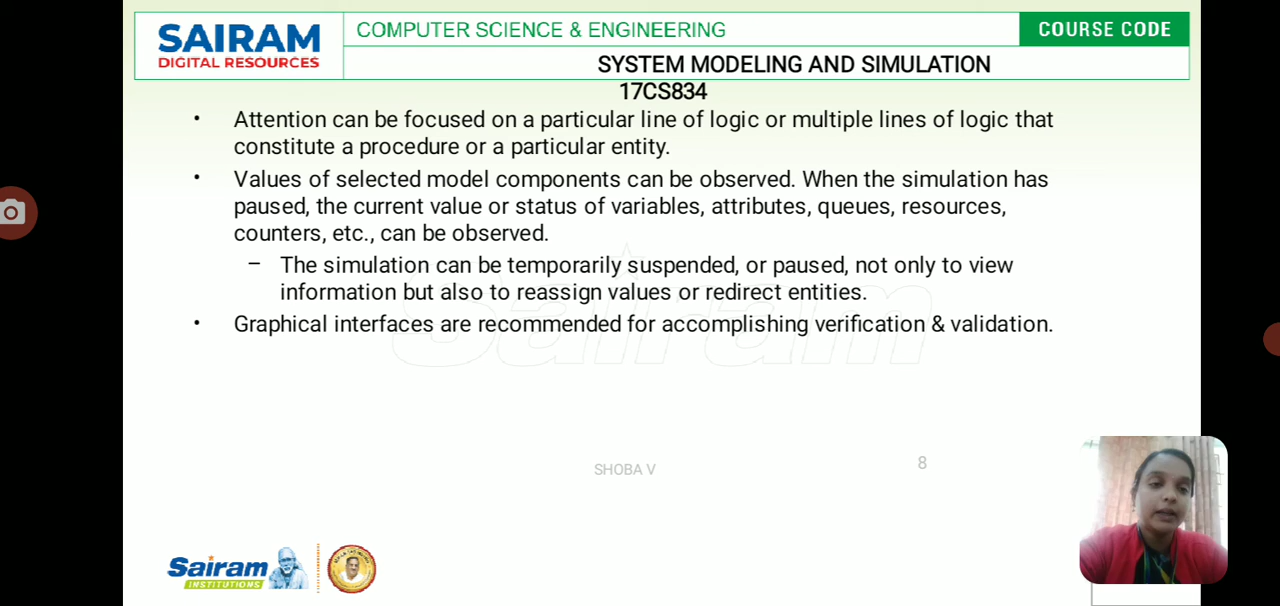 SAIRAM
DIGITAL RESOURCES
COMPUTER SCIENCE & ENGINEERING
COURSE CODE
SYSTEM MODELING AND SIMULATION
17CS834
• Attention can be focused on a particular line of logic or multiple lines of logic that
constitute a procedure or a particular entity.
• Values of selected model components can be observed. When the simulation has
paused, the current value or status of variables, attributes, queues, resources,
counters, etc., can be observed.
– The simulation can be temporarily suspended, or paused, not only to view
information but also to reassign values or redirect entities.
• Graphical interfaces are recommended for accomplishing verification & validation.
Sairam
SHOBA V
8
Sairam
INSTITUTIONS